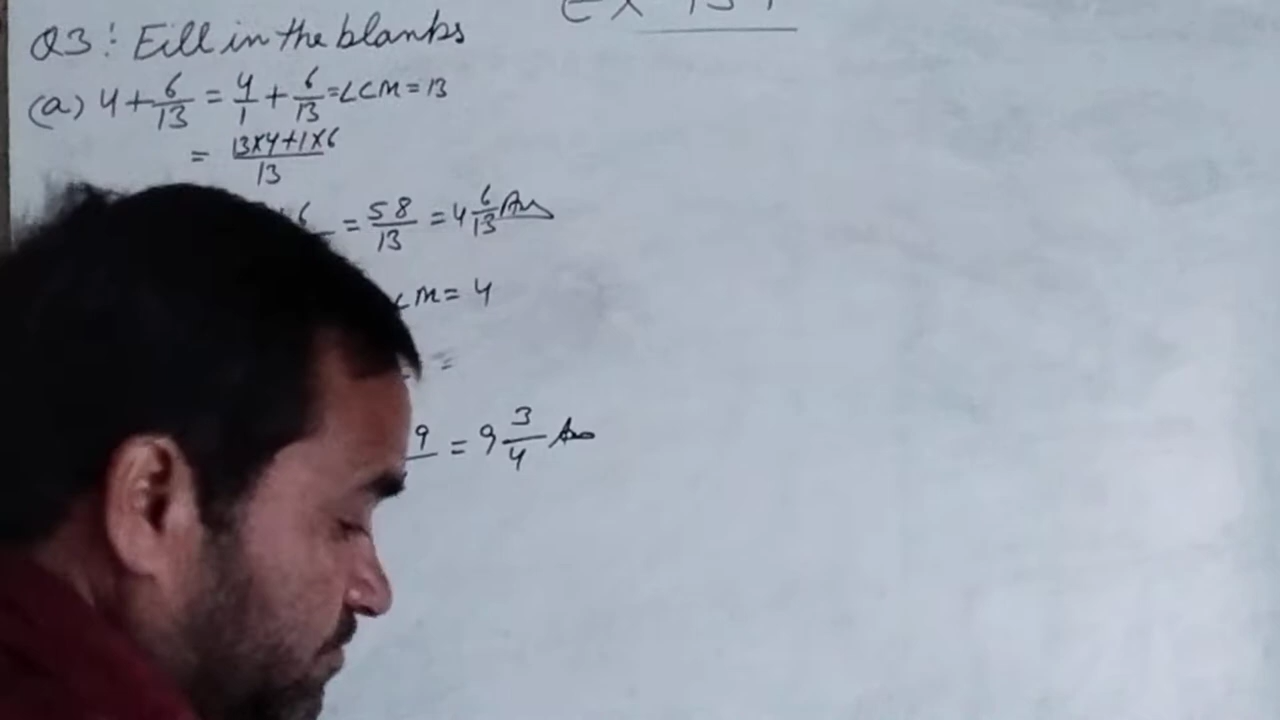 Q3: Fill in the blanks
(a) 4 + 6/13 = 4/1 + 6/13 = LCM = 13
= 13×4+1×6/13
= 58/13 = 4 6/13 Ans
CM = 4
=
9 = 9 3/4 Ans